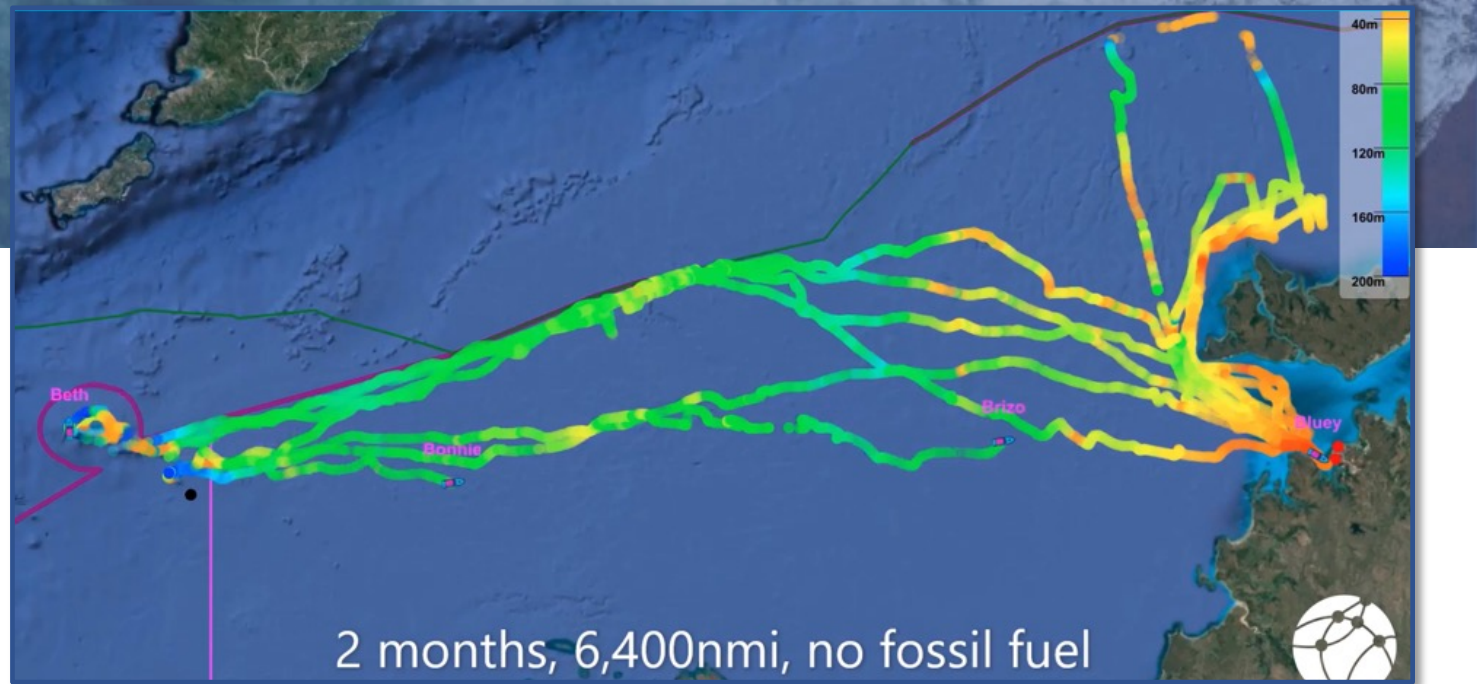 40m
80m
120m
160m
200m
Beth
Brizo
Bluey
Bonnie
2 months, 6,400nmi, no fossil fuel